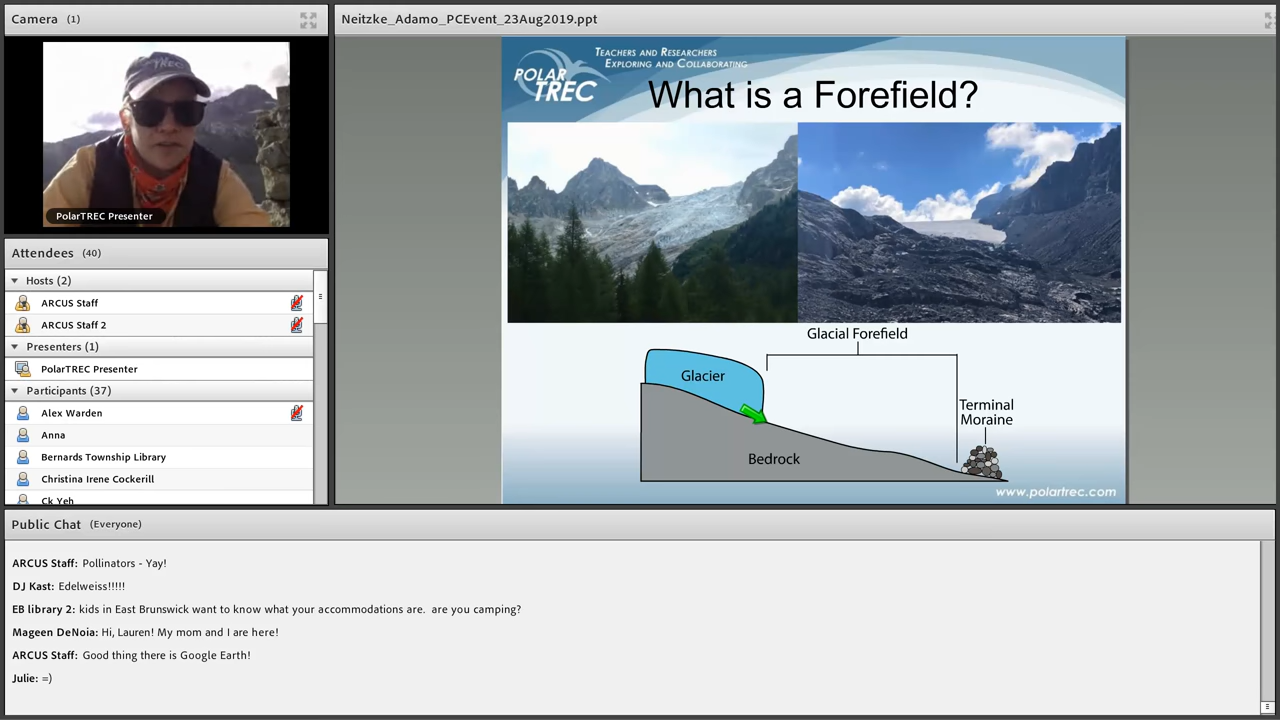 Camera (1)
PolarTREC Presenter
Attendees (40)
Hosts (2)
ARCUS Staff
ARCUS Staff 2
Presenters (1)
PolarTREC Presenter
Participants (37)
Alex Warden
Anna
Bernards Township Library
Christina Irene Cockerill
Ck Yeh
Neitzke_Adamo_PCEvent_23Aug2019.ppt
TEACHERS AND RESEARCHERS
EXPLORING AND COLLABORATING
POLAR
TREC
What is a Forefield?
Glacial Forefield
Glacier
Terminal
Moraine
Bedrock
www.polartrec.com
Public Chat (Everyone)
ARCUS Staff: Pollinators - Yay!
DJ Kast: Edelweiss!!!!!
EB library 2: kids in East Brunswick want to know what your accommodations are. are you camping?
Mageen DeNoia: Hi, Lauren! My mom and I are here!
ARCUS Staff: Good thing there is Google Earth!
Julie: =)